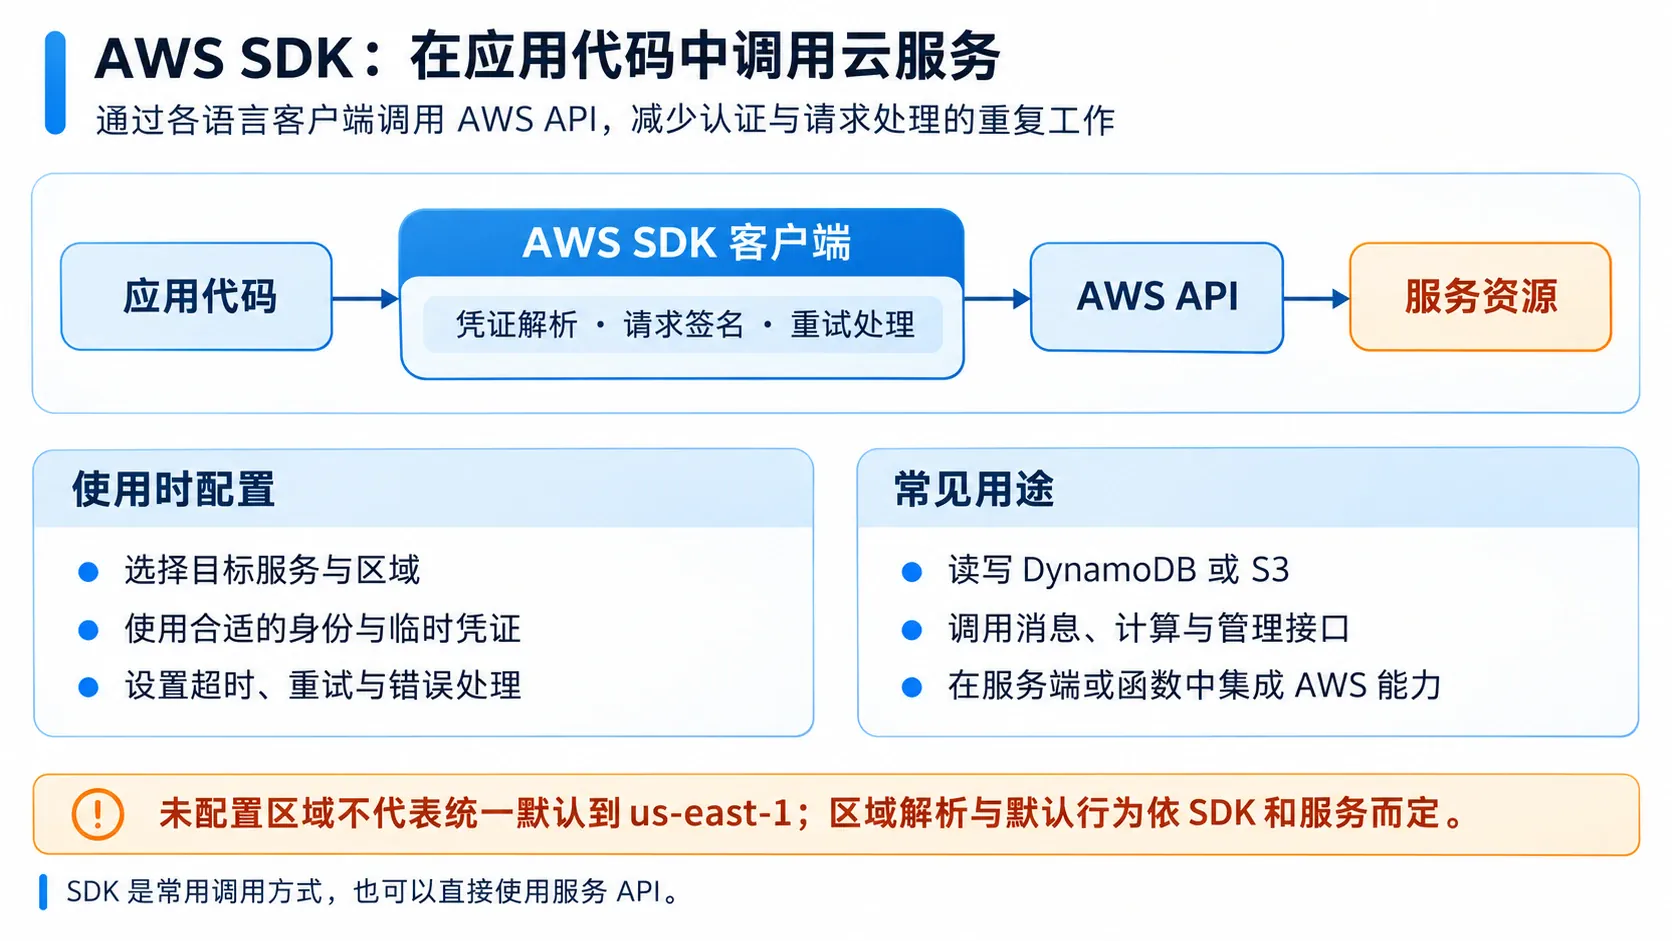 AWS SDK：在应用代码中调用云服务
通过各语言客户端调用 AWS API，减少认证与请求处理的重复工作
应用代码
AWS SDK 客户端
凭证解析 · 请求签名 · 重试处理
AWS API
服务资源
使用时配置
选择目标服务与区域
使用合适的身份与临时凭证
设置超时、重试与错误处理
常见用途
读写 DynamoDB 或 S3
调用消息、计算与管理接口
在服务端或函数中集成 AWS 能力
未配置区域不代表统一默认到 us-east-1；区域解析与默认行为依 SDK 和服务而定。
SDK 是常用调用方式，也可以直接使用服务 API。